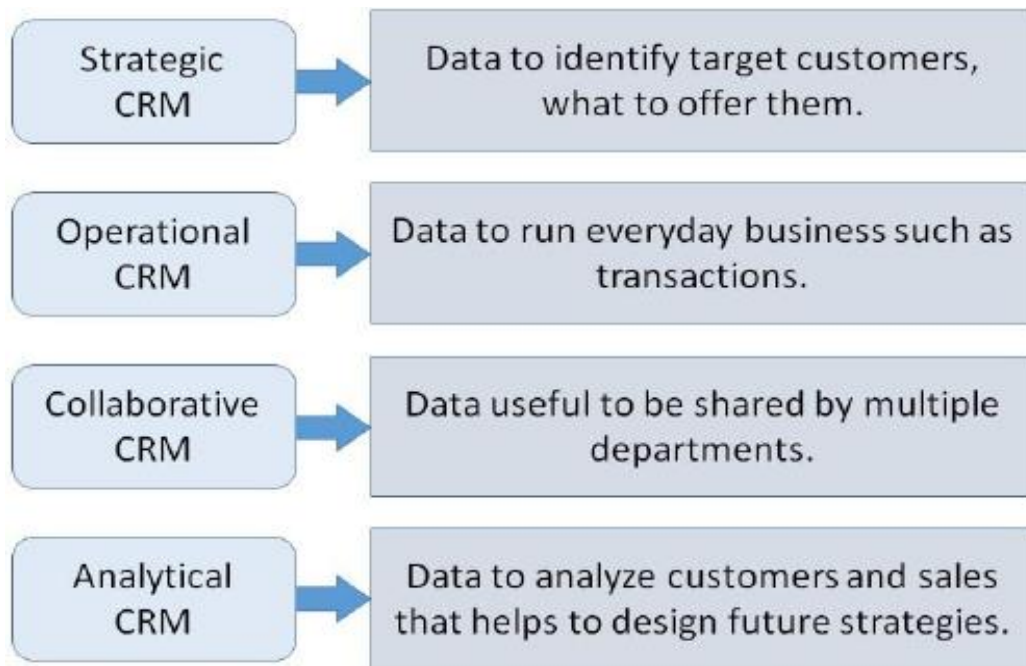 Strategic
CRM
Data to identify target customers,
what to offer them.
Operational
CRM
Data to run everyday business such as
transactions.
Collaborative
CRM
Data useful to be shared by multiple
departments.
Analytical
CRM
Data to analyze customers and sales
that helps to design future strategies.